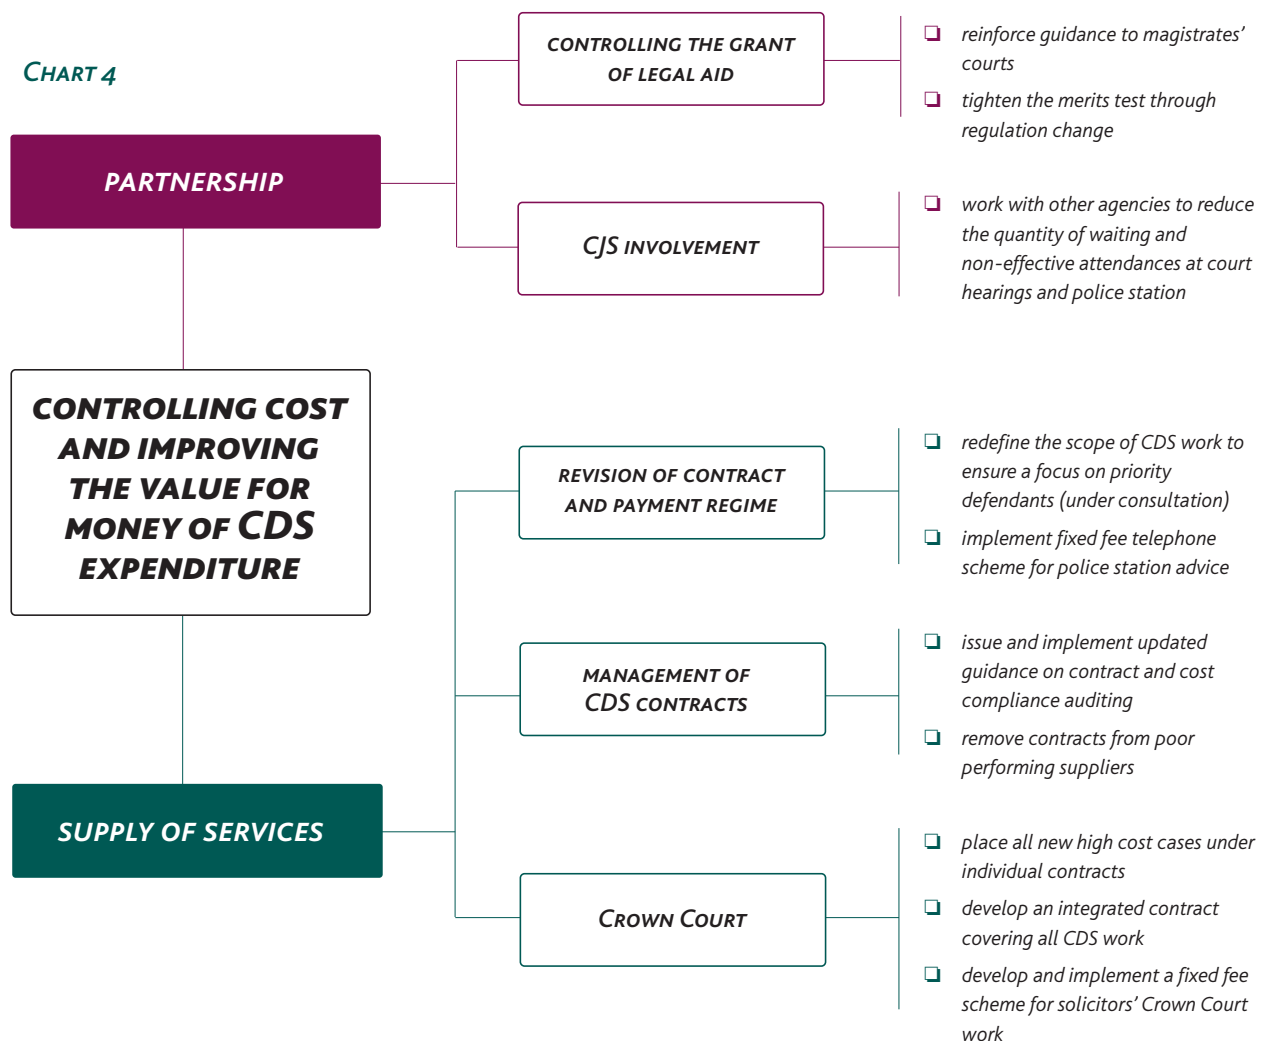 Chart 4
PARTNERSHIP
CONTROLLING THE GRANT
OF LEGAL AID
❏ reinforce guidance to magistrates’
courts
❏ tighten the merits test through
regulation change
CJS INVOLVEMENT
❏ work with other agencies to reduce
the quantity of waiting and
non-effective attendances at court
hearings and police station
CONTROLLING COST
AND IMPROVING
THE VALUE FOR
MONEY OF CDS
EXPENDITURE
SUPPLY OF SERVICES
REVISION OF CONTRACT
AND PAYMENT REGIME
❏ redefine the scope of CDS work to
ensure a focus on priority
defendants (under consultation)
❏ implement fixed fee telephone
scheme for police station advice
MANAGEMENT OF
CDS CONTRACTS
❏ issue and implement updated
guidance on contract and cost
compliance auditing
❏ remove contracts from poor
performing suppliers
Crown Court
❏ place all new high cost cases under
individual contracts
❏ develop an integrated contract
covering all CDS work
❏ develop and implement a fixed fee
scheme for solicitors’ Crown Court
work